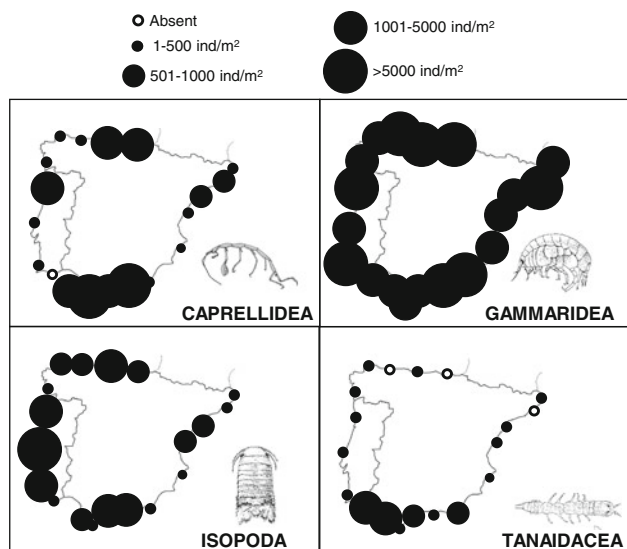 Absent
1-500 ind/m²
501-1000 ind/m²
1001-5000 ind/m²
>5000 ind/m²
CAPRELLIDEA
GAMMARIDEA
ISOPODA
TANAIDACEA